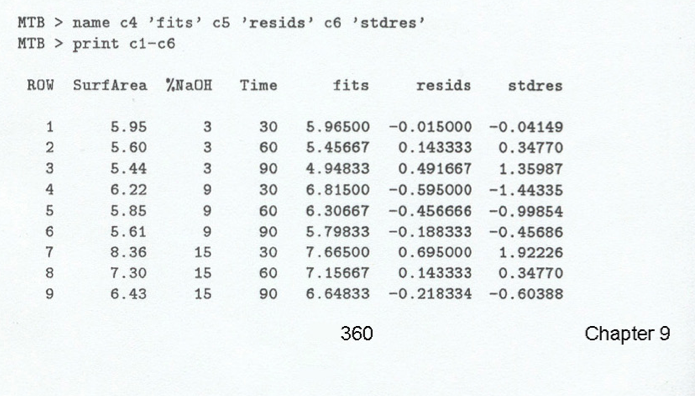 MTB > name c4 'fits' c5 'resids' c6 'stdres'
MTB > print c1-c6
ROW SurfArea %NaOH Time fits resids stdres
1 5.95 3 30 5.96500 -0.015000 -0.04149
2 5.60 3 60 5.45667 0.143333 0.34770
3 5.44 3 90 4.94833 0.491667 1.35987
4 6.22 9 30 6.81500 -0.595000 -1.44335
5 5.85 9 60 6.30667 -0.456666 -0.99854
6 5.61 9 90 5.79833 -0.188333 -0.45686
7 8.36 15 30 7.66500 0.695000 1.92226
8 7.30 15 60 7.15667 0.143333 0.34770
9 6.43 15 90 6.64833 -0.218334 -0.60388
360 Chapter 9